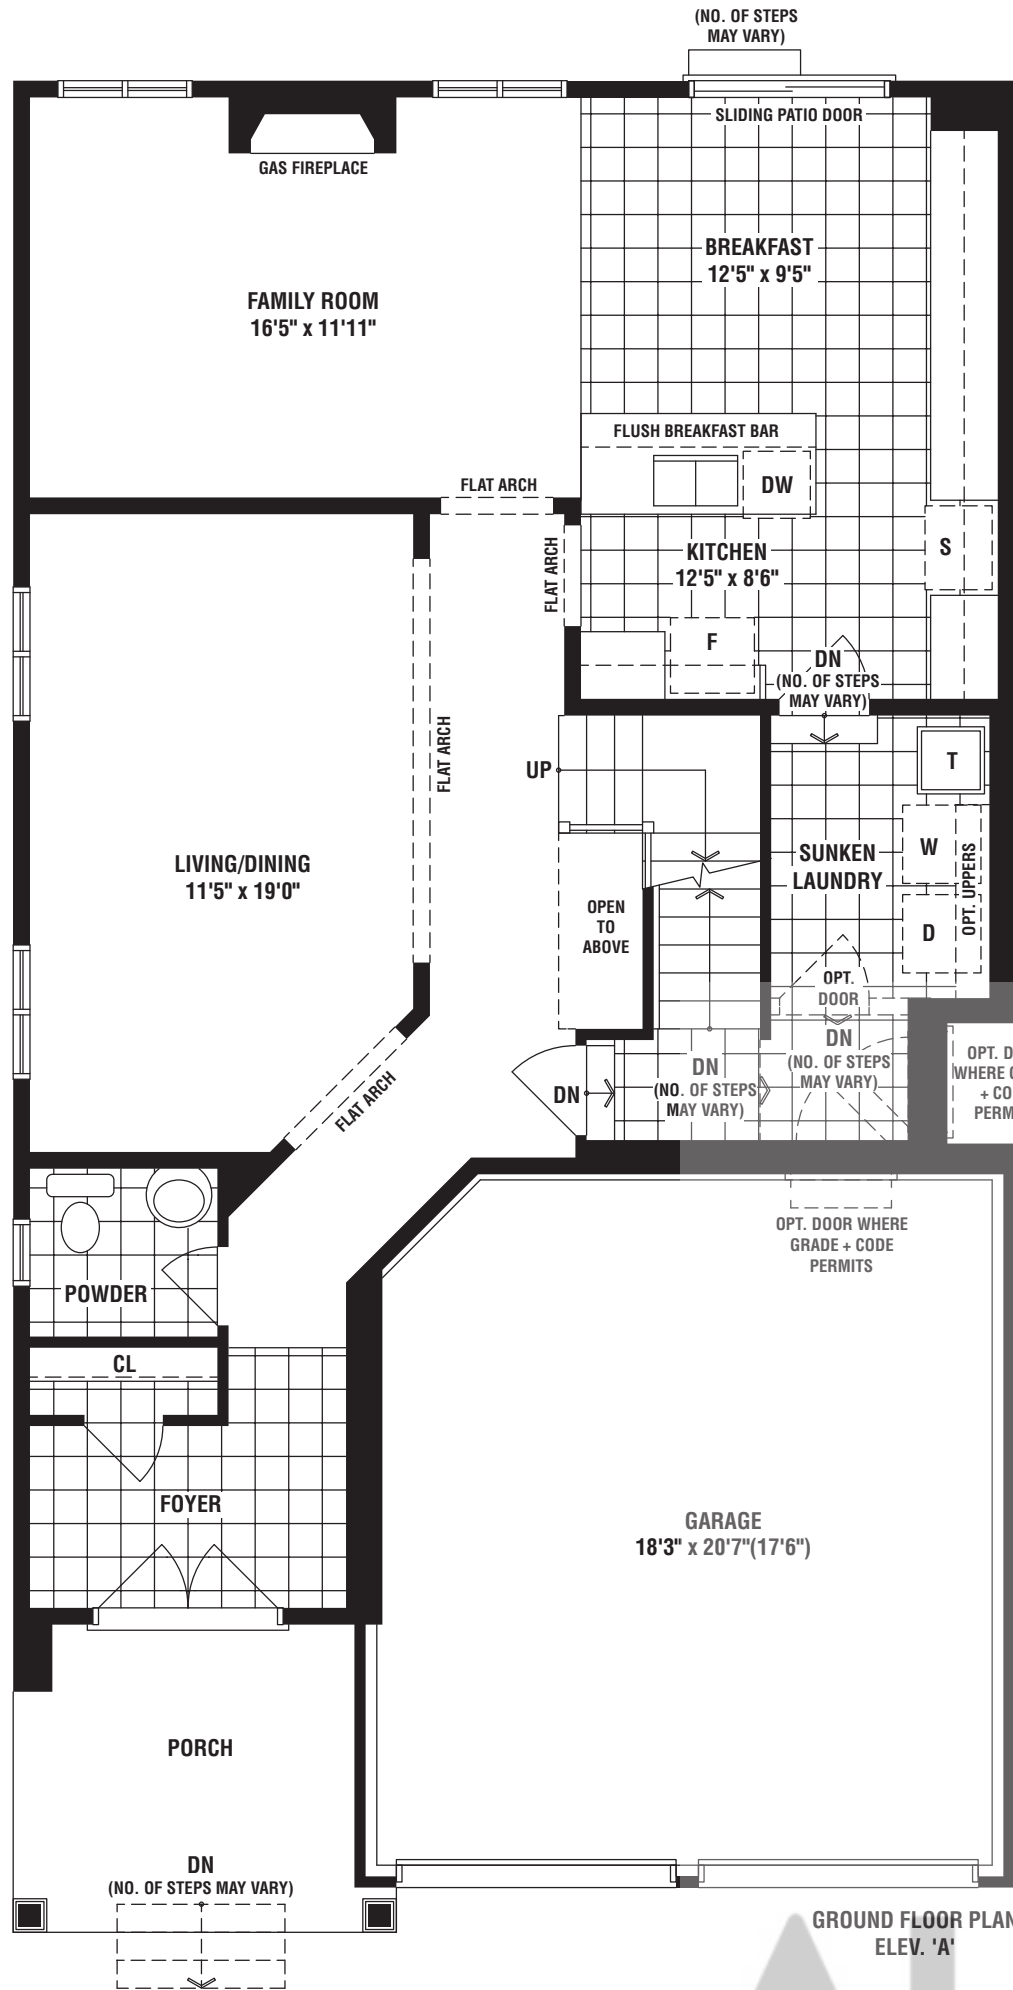 (NO. OF STEPS
MAY VARY)
SLIDING PATIO DOOR
GAS FIREPLACE
BREAKFAST
12'5" x 9'5"
FAMILY ROOM
16'5" x 11'11"
FLUSH BREAKFAST BAR
DW
FLAT ARCH
FLAT ARCH
KITCHEN
12'5" x 8'6"
S
F
DN
(NO. OF STEPS
MAY VARY)
FLAT ARCH
UP
T
LIVING/DINING
11'5" x 19'0"
SUNKEN
LAUNDRY
W
D
OPT. UPPERS
OPEN
TO
ABOVE
OPT.
DOOR
DN
(NO. OF STEPS
MAY VARY)
DN
(NO. OF STEPS
MAY VARY)
DN
OPT. D
WHERE G
+ CO
PERM
FLAT ARCH
OPT. DOOR WHERE
GRADE + CODE
PERMITS
POWDER
CL
FOYER
GARAGE
18'3" x 20'7"(17'6")
PORCH
DN
(NO. OF STEPS MAY VARY)
GROUND FLOOR PLAN
ELEV. 'A'